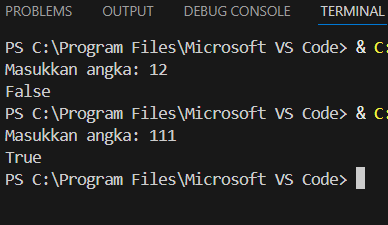 PROBLEMS OUTPUT DEBUG CONSOLE TERMINAL
PS C:\Program Files\Microsoft VS Code> & C:
Masukkan angka: 12
False
PS C:\Program Files\Microsoft VS Code> & C:
Masukkan angka: 111
True
PS C:\Program Files\Microsoft VS Code>